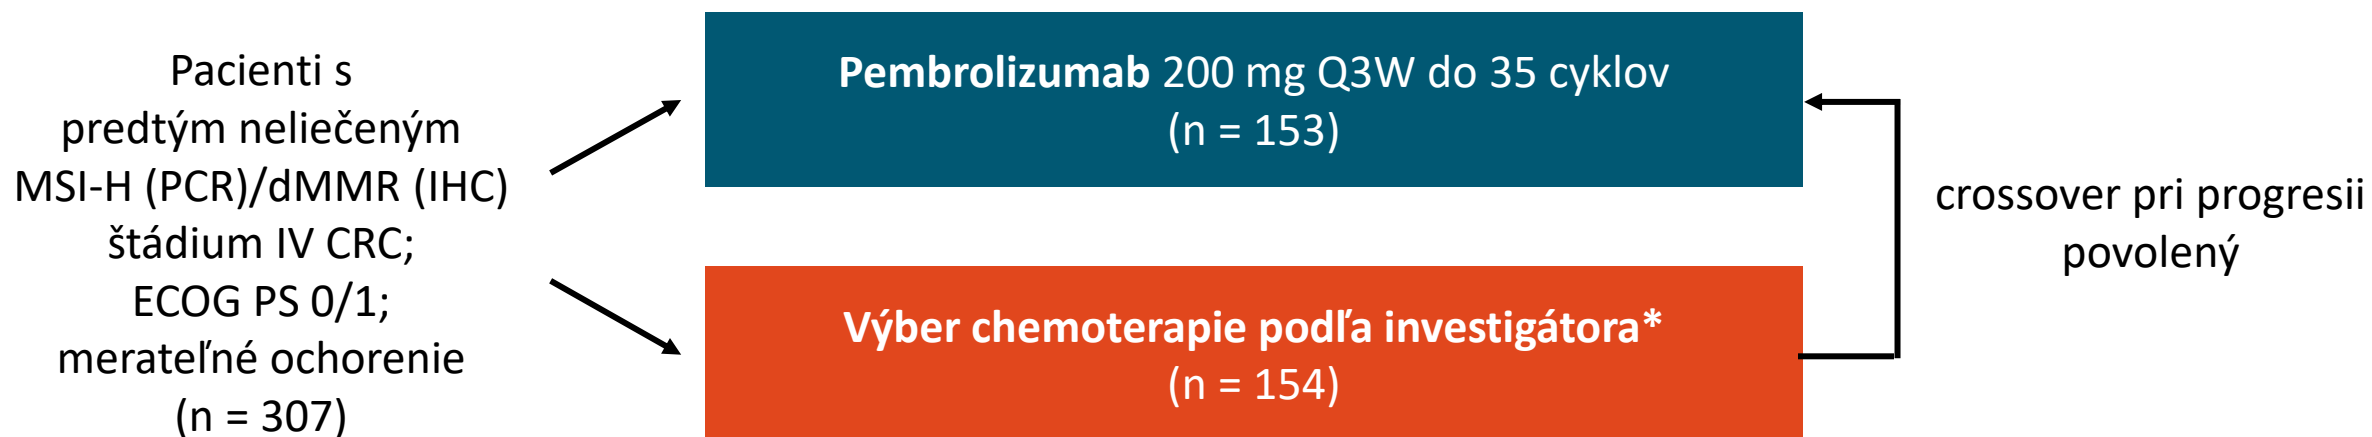 Pacienti s
predtým neliečeným
MSI-H (PCR)/dMMR (IHC)
štádium IV CRC;
ECOG PS 0/1;
merateľné ochorenie
(n = 307)
Pembrolizumab 200 mg Q3W do 35 cyklov
(n = 153)
Výber chemoterapie podľa investigátora*
(n = 154)
crossover pri progresii
povolený